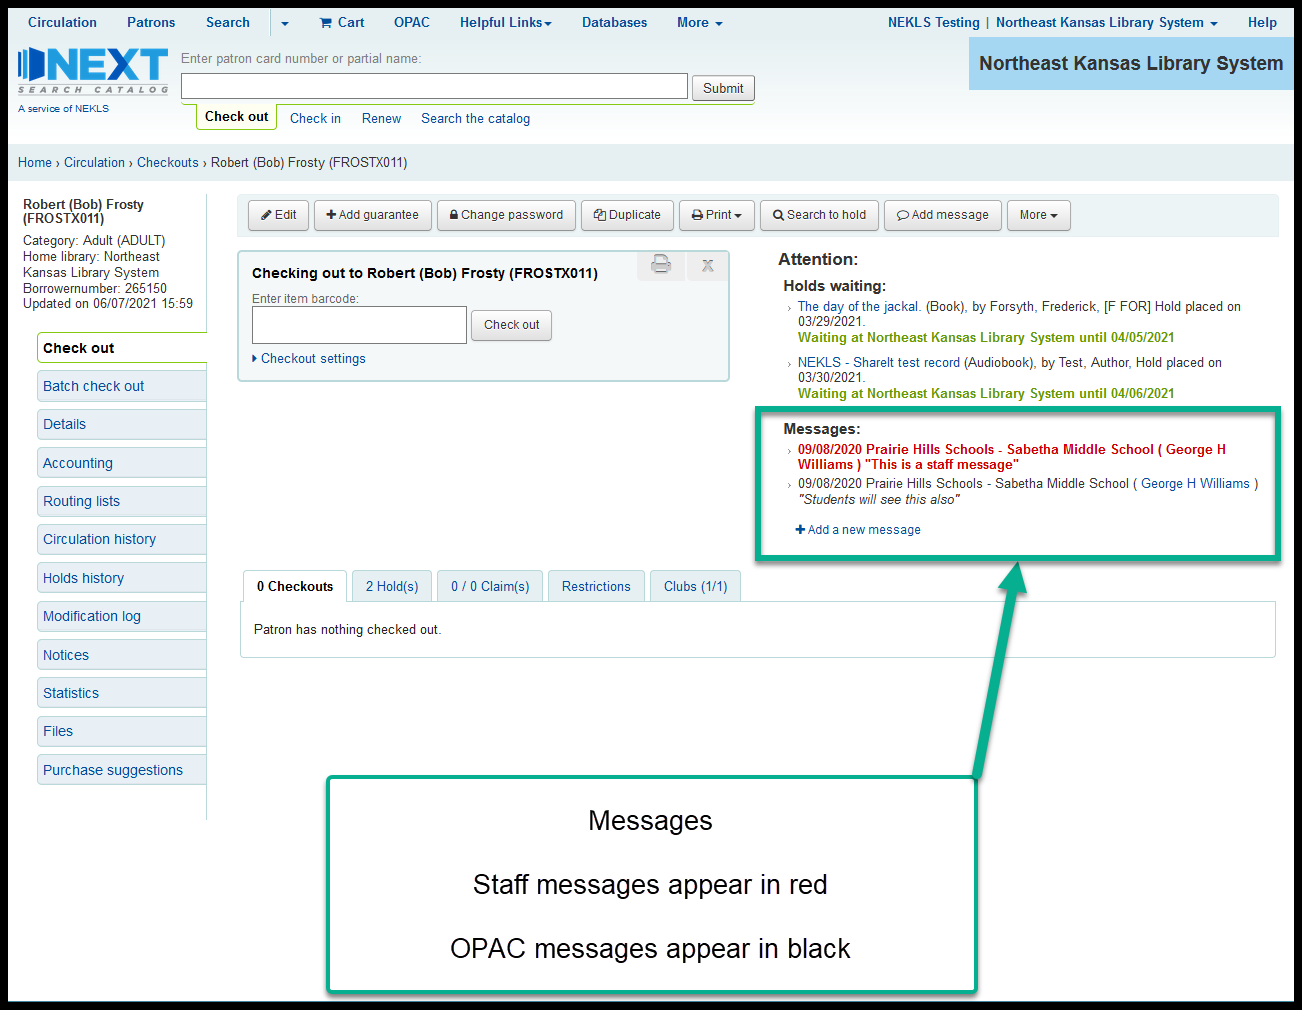 Circulation Patrons Search Cart OPAC Helpful Links Databases More NEKLS Testing | Northeast Kansas Library System Help
NEXT
SEARCH CATALOG
A service of NEKLS
Enter patron card number or partial name:
Submit
Northeast Kansas Library System
Check out Check in Renew Search the catalog
Home › Circulation › Checkouts › Robert (Bob) Frosty (FROSTX011)
Robert (Bob) Frosty
(FROSTX011)
Category: Adult (ADULT)
Home library: Northeast
Kansas Library System
Borrowernumber: 265150
Updated on 06/07/2021 15:59
Check out
Batch check out
Details
Accounting
Routing lists
Circulation history
Holds history
Modification log
Notices
Statistics
Files
Purchase suggestions
Edit Add guarantee Change password Duplicate Print Search to hold Add message More
Checking out to Robert (Bob) Frosty (FROSTX011)
X
Enter item barcode:
Check out
Checkout settings
Attention:
Holds waiting:
› The day of the jackal. (Book), by Forsyth, Frederick, [F FOR] Hold placed on
03/29/2021.
Waiting at Northeast Kansas Library System until 04/05/2021
› NEKLS - ShareIt test record (Audiobook), by Test, Author, Hold placed on
03/30/2021.
Waiting at Northeast Kansas Library System until 04/06/2021
Messages:
› 09/08/2020 Prairie Hills Schools - Sabetha Middle School ( George H
Williams ) "This is a staff message"
› 09/08/2020 Prairie Hills Schools - Sabetha Middle School ( George H Williams )
"Students will see this also"
Add a new message
0 Checkouts 2 Hold(s) 0 / 0 Claim(s) Restrictions Clubs (1/1)
Patron has nothing checked out.
Messages
Staff messages appear in red
OPAC messages appear in black